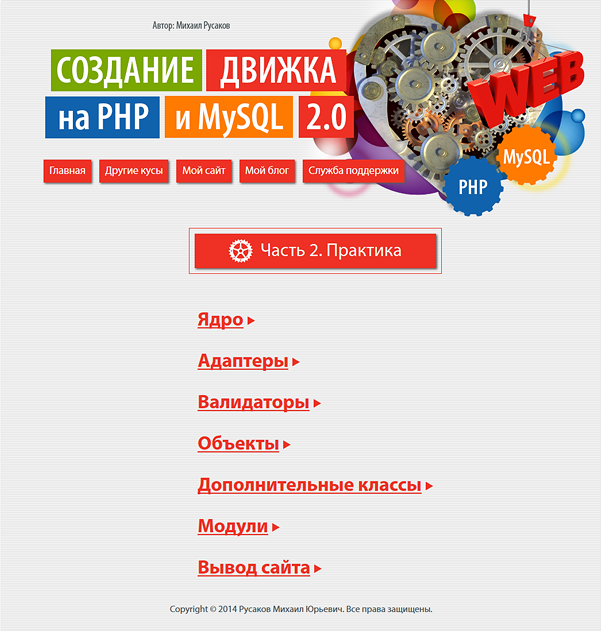 Автор: Михаил Русаков
СОЗДАНИЕ ДВИЖКА
на PHP и MySQL 2.0
WEB
MySQL
PHP
Главная Другие кусы Мой сайт Мой блог Служба поддержки
Часть 2. Практика
Ядро
Адаптеры
Валидаторы
Объекты
Дополнительные классы
Модули
Вывод сайта
Copyright © 2014 Русаков Михаил Юрьевич. Все права защищены.